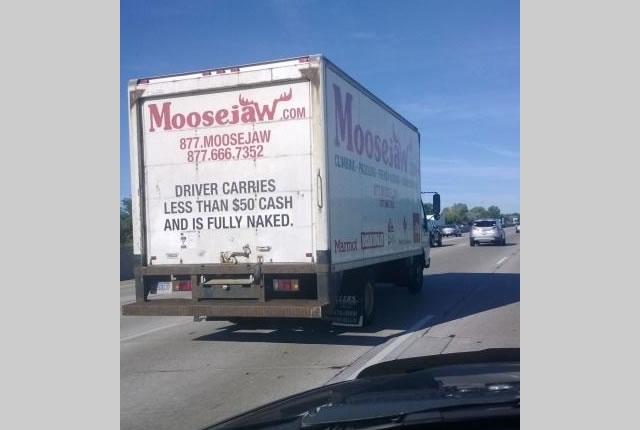 Moosejaw.COM
877.MOOSEJAW
877.666.7352
DRIVER CARRIES
LESS THAN $50 CASH
AND IS FULLY NAKED.
Moosejaw
CLIMBING
Marmot